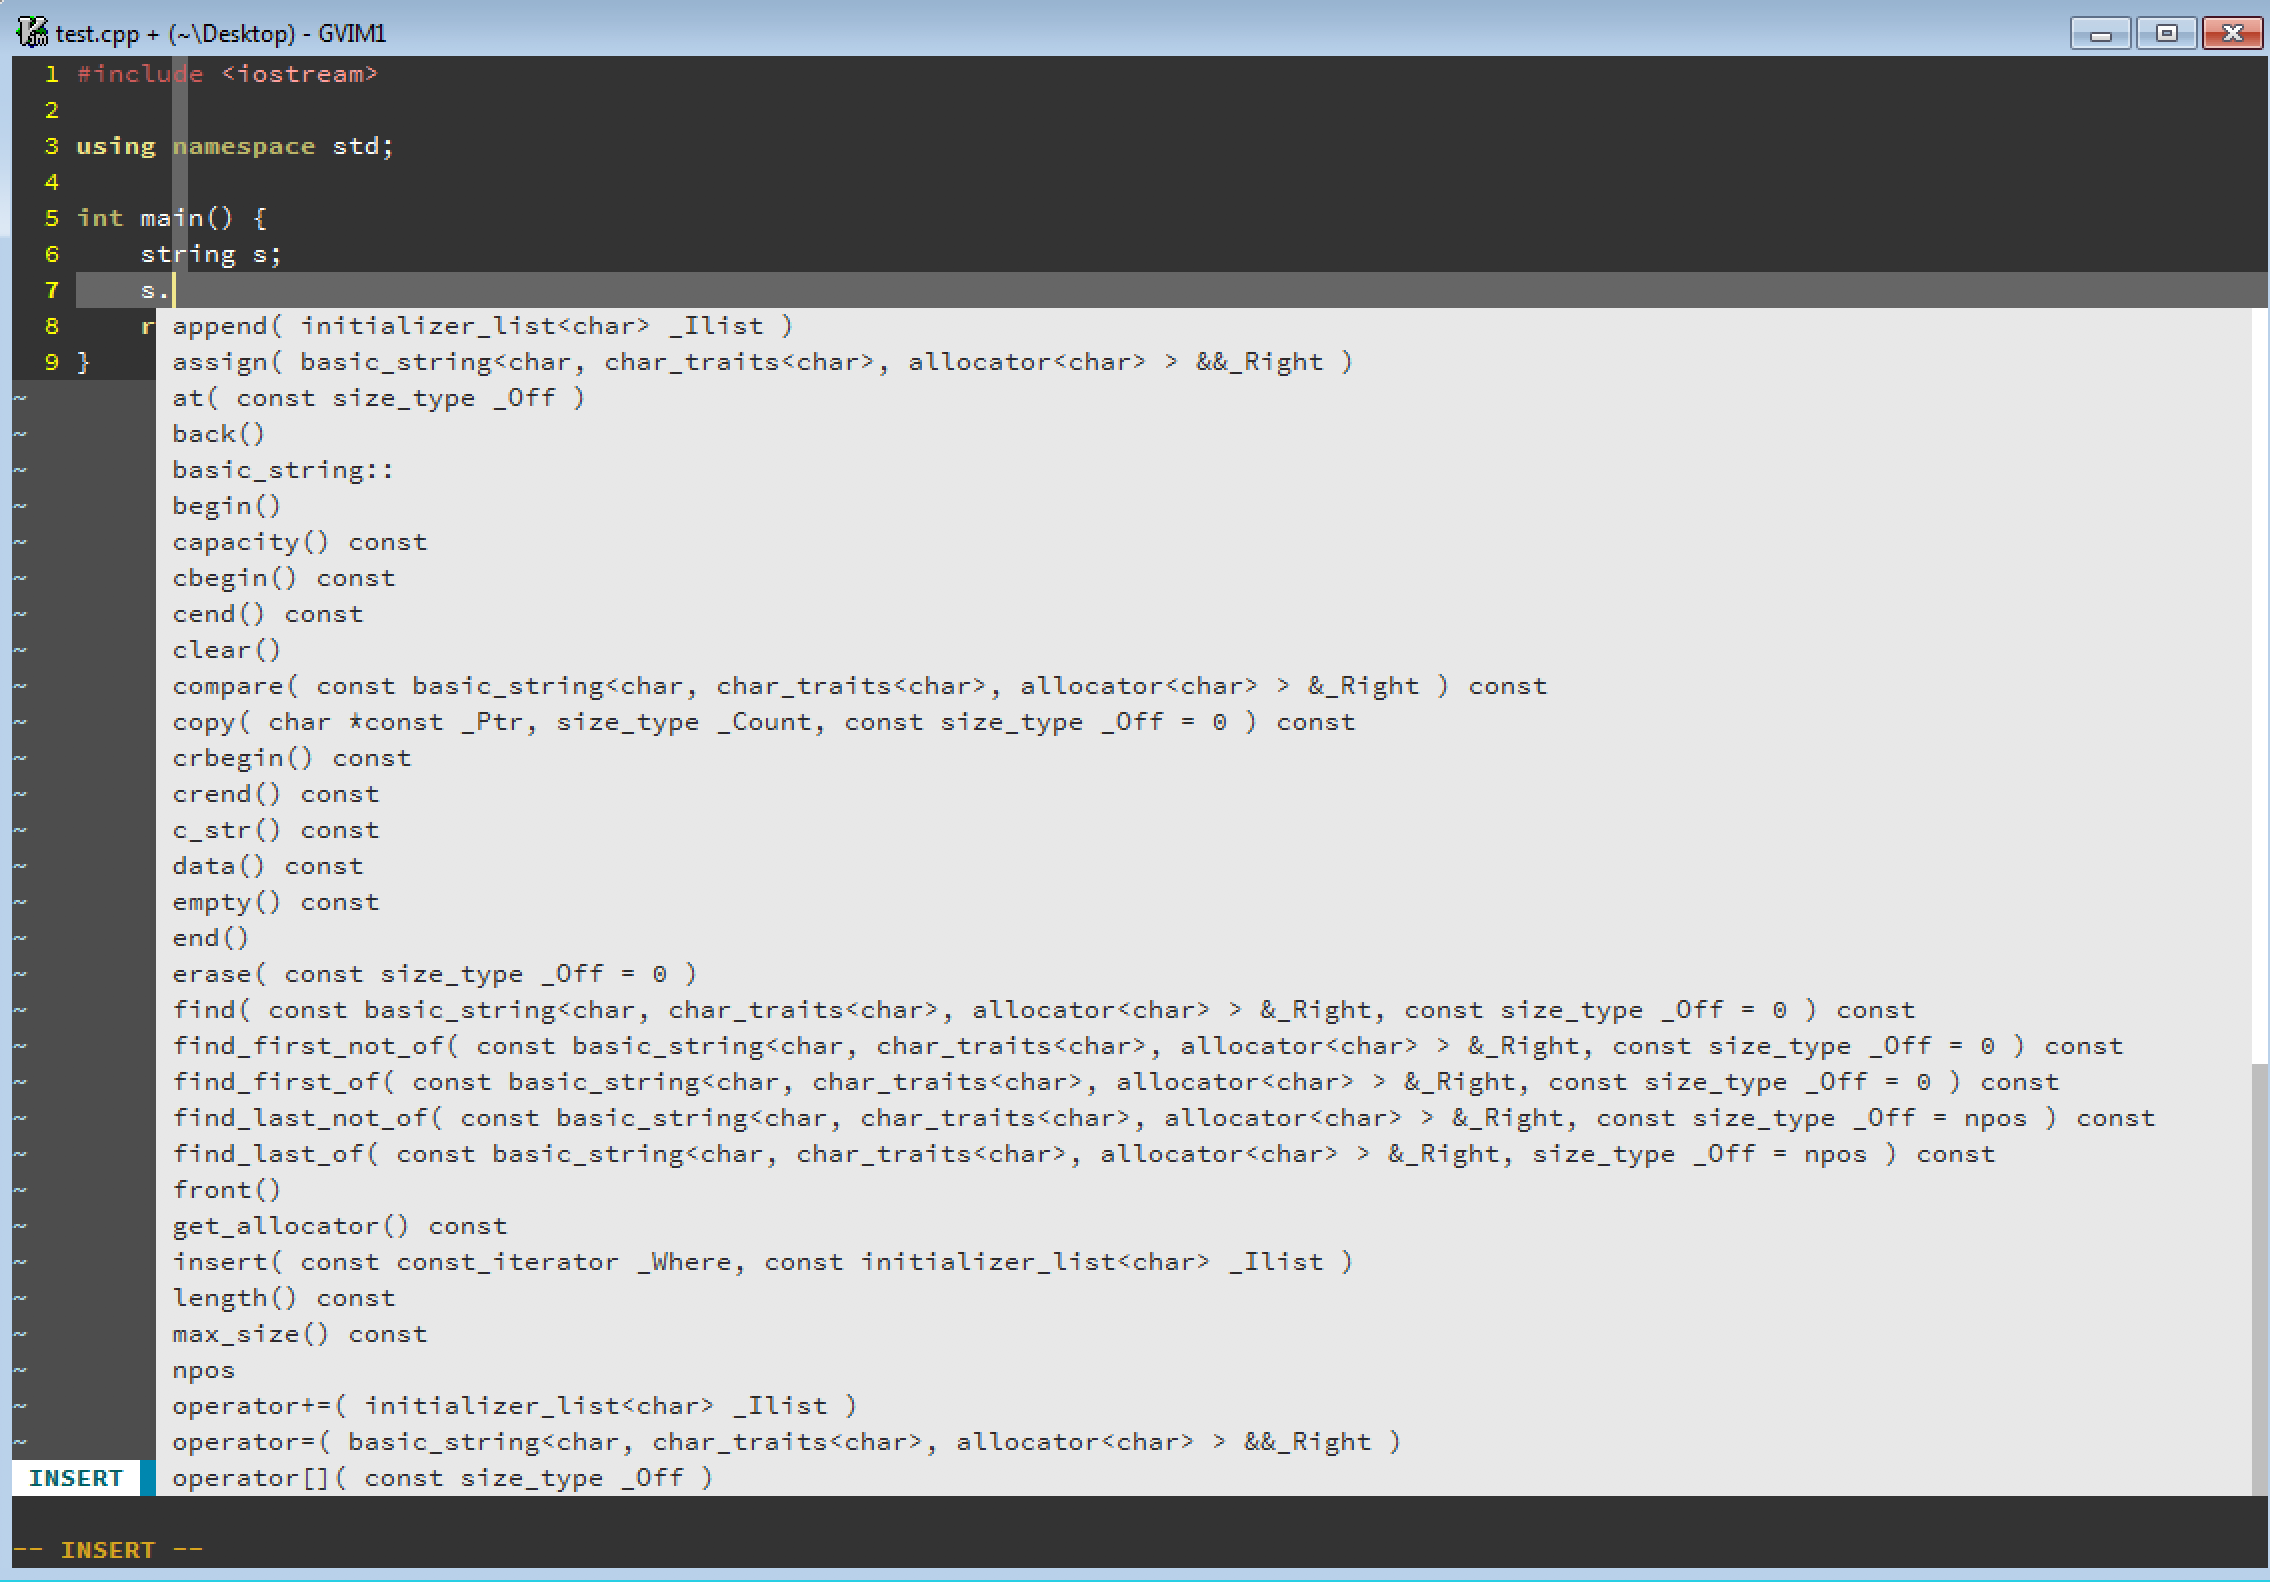 test.cpp + (~\Desktop) - GVIM1
1 #include <iostream>
2
3 using namespace std;
4
5 int main() {
6     string s;
7     s.
8     r
append( initializer_list<char> _Ilist )
9 }
assign( basic_string<char, char_traits<char>, allocator<char> > &&_Right )
~ at( const size_type _Off )
~ back()
~ basic_string::
~ begin()
~ capacity() const
~ cbegin() const
~ cend() const
~ clear()
~ compare( const basic_string<char, char_traits<char>, allocator<char> > &_Right ) const
~ copy( char *const _Ptr, size_type _Count, const size_type _Off = 0 ) const
~ crbegin() const
~ crend() const
~ c_str() const
~ data() const
~ empty() const
~ end()
~ erase( const size_type _Off = 0 )
~ find( const basic_string<char, char_traits<char>, allocator<char> > &_Right, const size_type _Off = 0 ) const
~ find_first_not_of( const basic_string<char, char_traits<char>, allocator<char> > &_Right, const size_type _Off = 0 ) const
~ find_first_of( const basic_string<char, char_traits<char>, allocator<char> > &_Right, const size_type _Off = 0 ) const
~ find_last_not_of( const basic_string<char, char_traits<char>, allocator<char> > &_Right, const size_type _Off = npos ) const
~ find_last_of( const basic_string<char, char_traits<char>, allocator<char> > &_Right, size_type _Off = npos ) const
~ front()
~ get_allocator() const
~ insert( const const_iterator _Where, const initializer_list<char> _Ilist )
~ length() const
~ max_size() const
~ npos
~ operator+=( initializer_list<char> _Ilist )
~ operator=( basic_string<char, char_traits<char>, allocator<char> > &&_Right )
INSERT
operator[]( const size_type _Off )
-- INSERT --